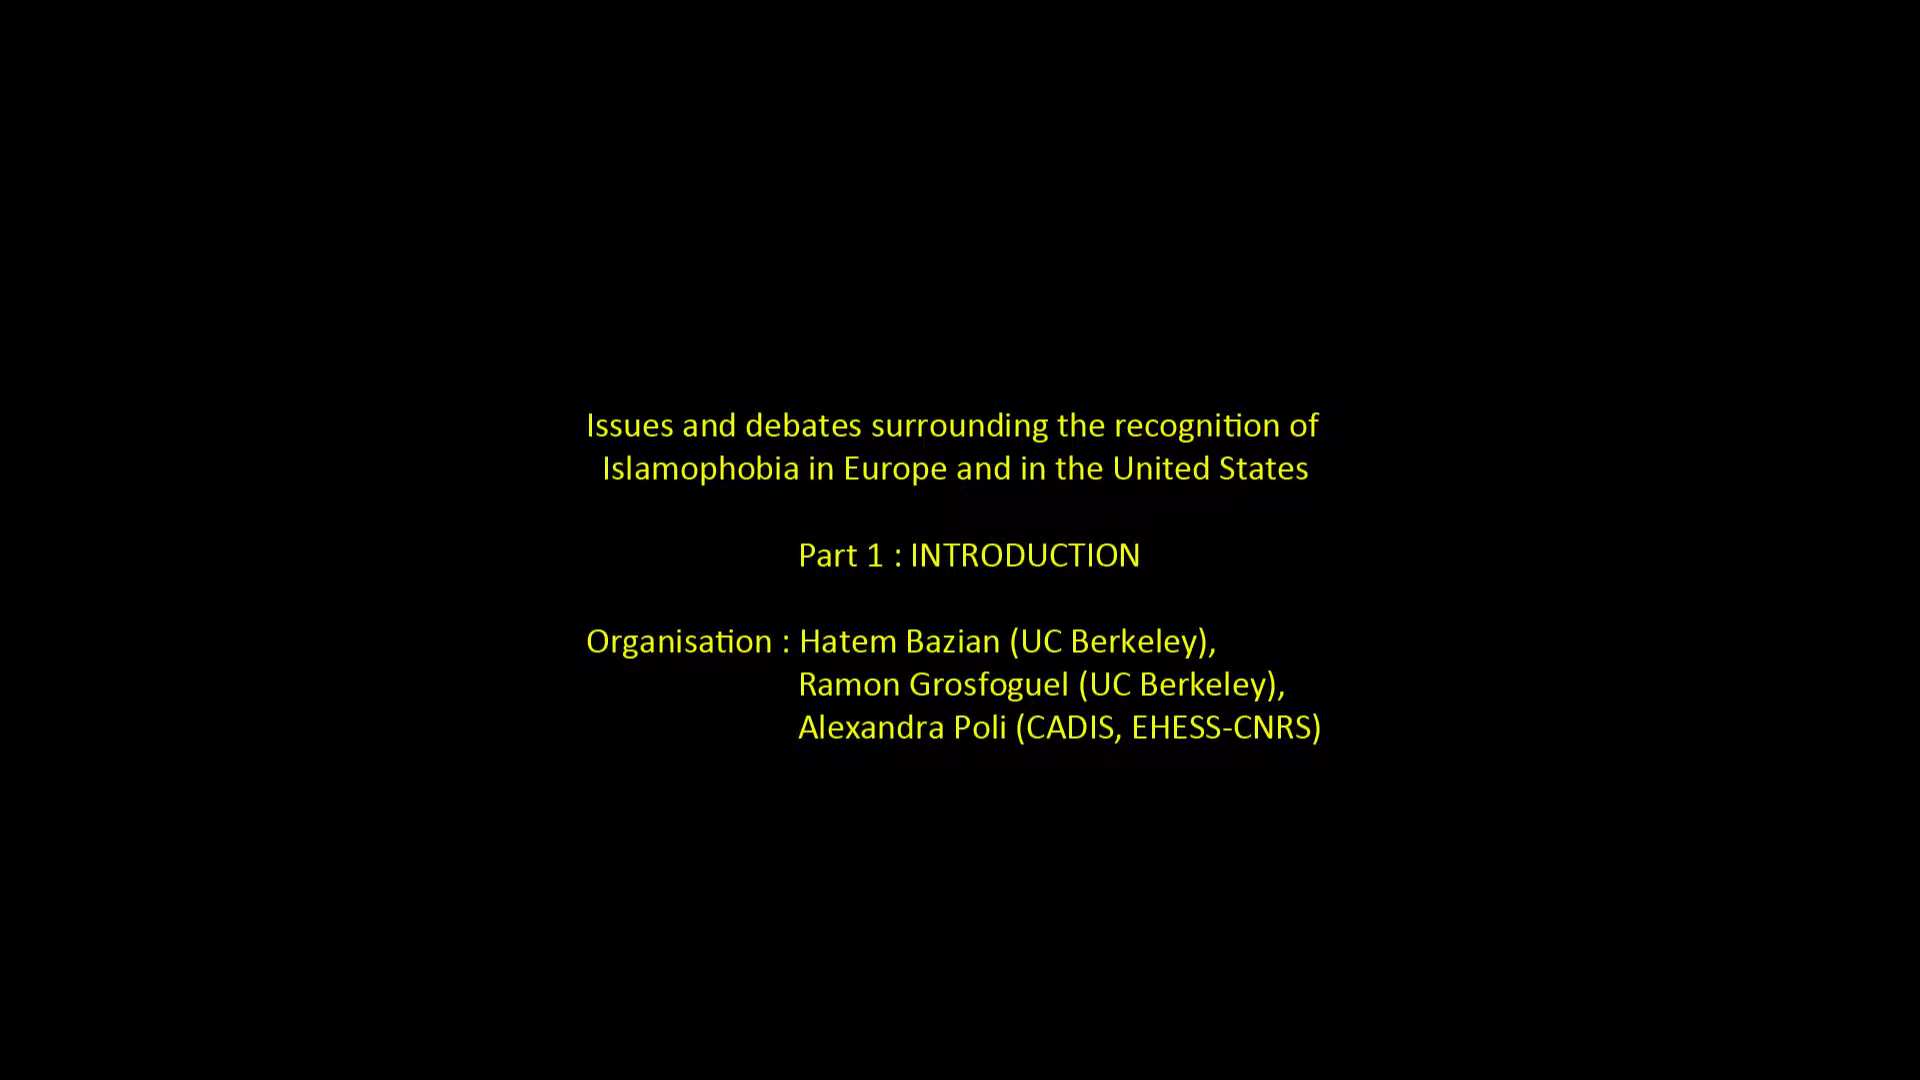 Issues and debates surrounding the recognition of
Islamophobia in Europe and in the United States
Part 1 : INTRODUCTION
Organisation : Hatem Bazian (UC Berkeley),
Ramon Grosfoguel (UC Berkeley),
Alexandra Poli (CADIS, EHESS-CNRS)